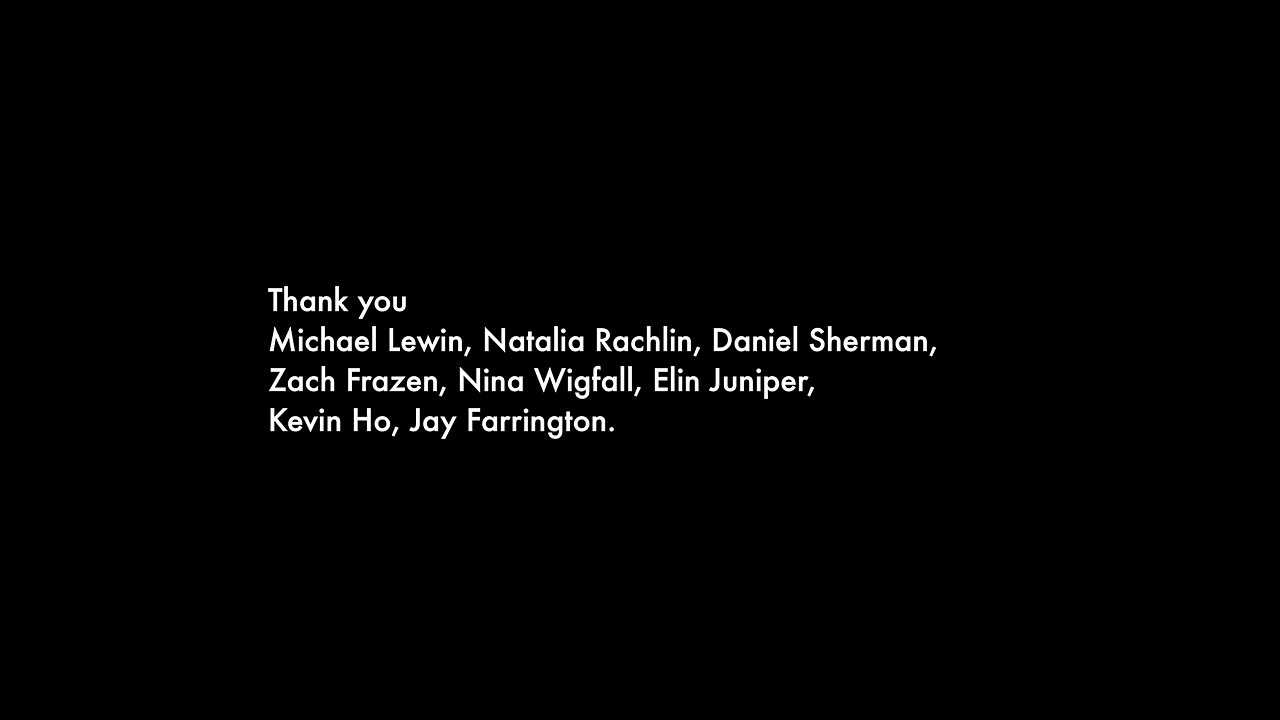 Thank you
Michael Lewin, Natalia Rachlin, Daniel Sherman,
Zach Frazen, Nina Wigfall, Elin Juniper,
Kevin Ho, Jay Farrington.